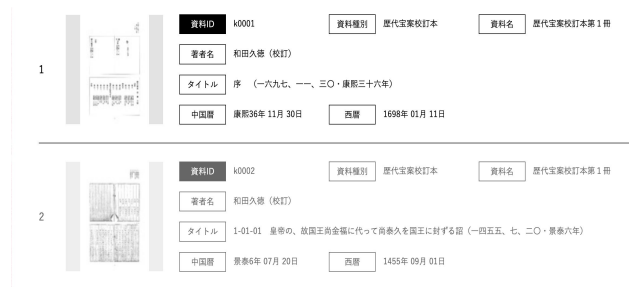 資料ID k0001 資料種別 歴代宝案校訂本 資料名 歴代宝案校訂本第1冊
著者名 和田久徳（校訂）
1
タイトル 序 （一六九七、一一、三〇・康熙三十六年）
中国暦 康熙36年 11月 30日 西暦 1698年 01月 11日
資料ID k0002 資料種別 歴代宝案校訂本 資料名 歴代宝案校訂本第1冊
著者名 和田久徳（校訂）
2
タイトル 1-01-01 皇帝の、故国王尚金福に代って尚泰久を国王に封ずる詔（一四五五、七、二〇・景泰六年）
中国暦 景泰6年 07月 20日 西暦 1455年 09月 01日